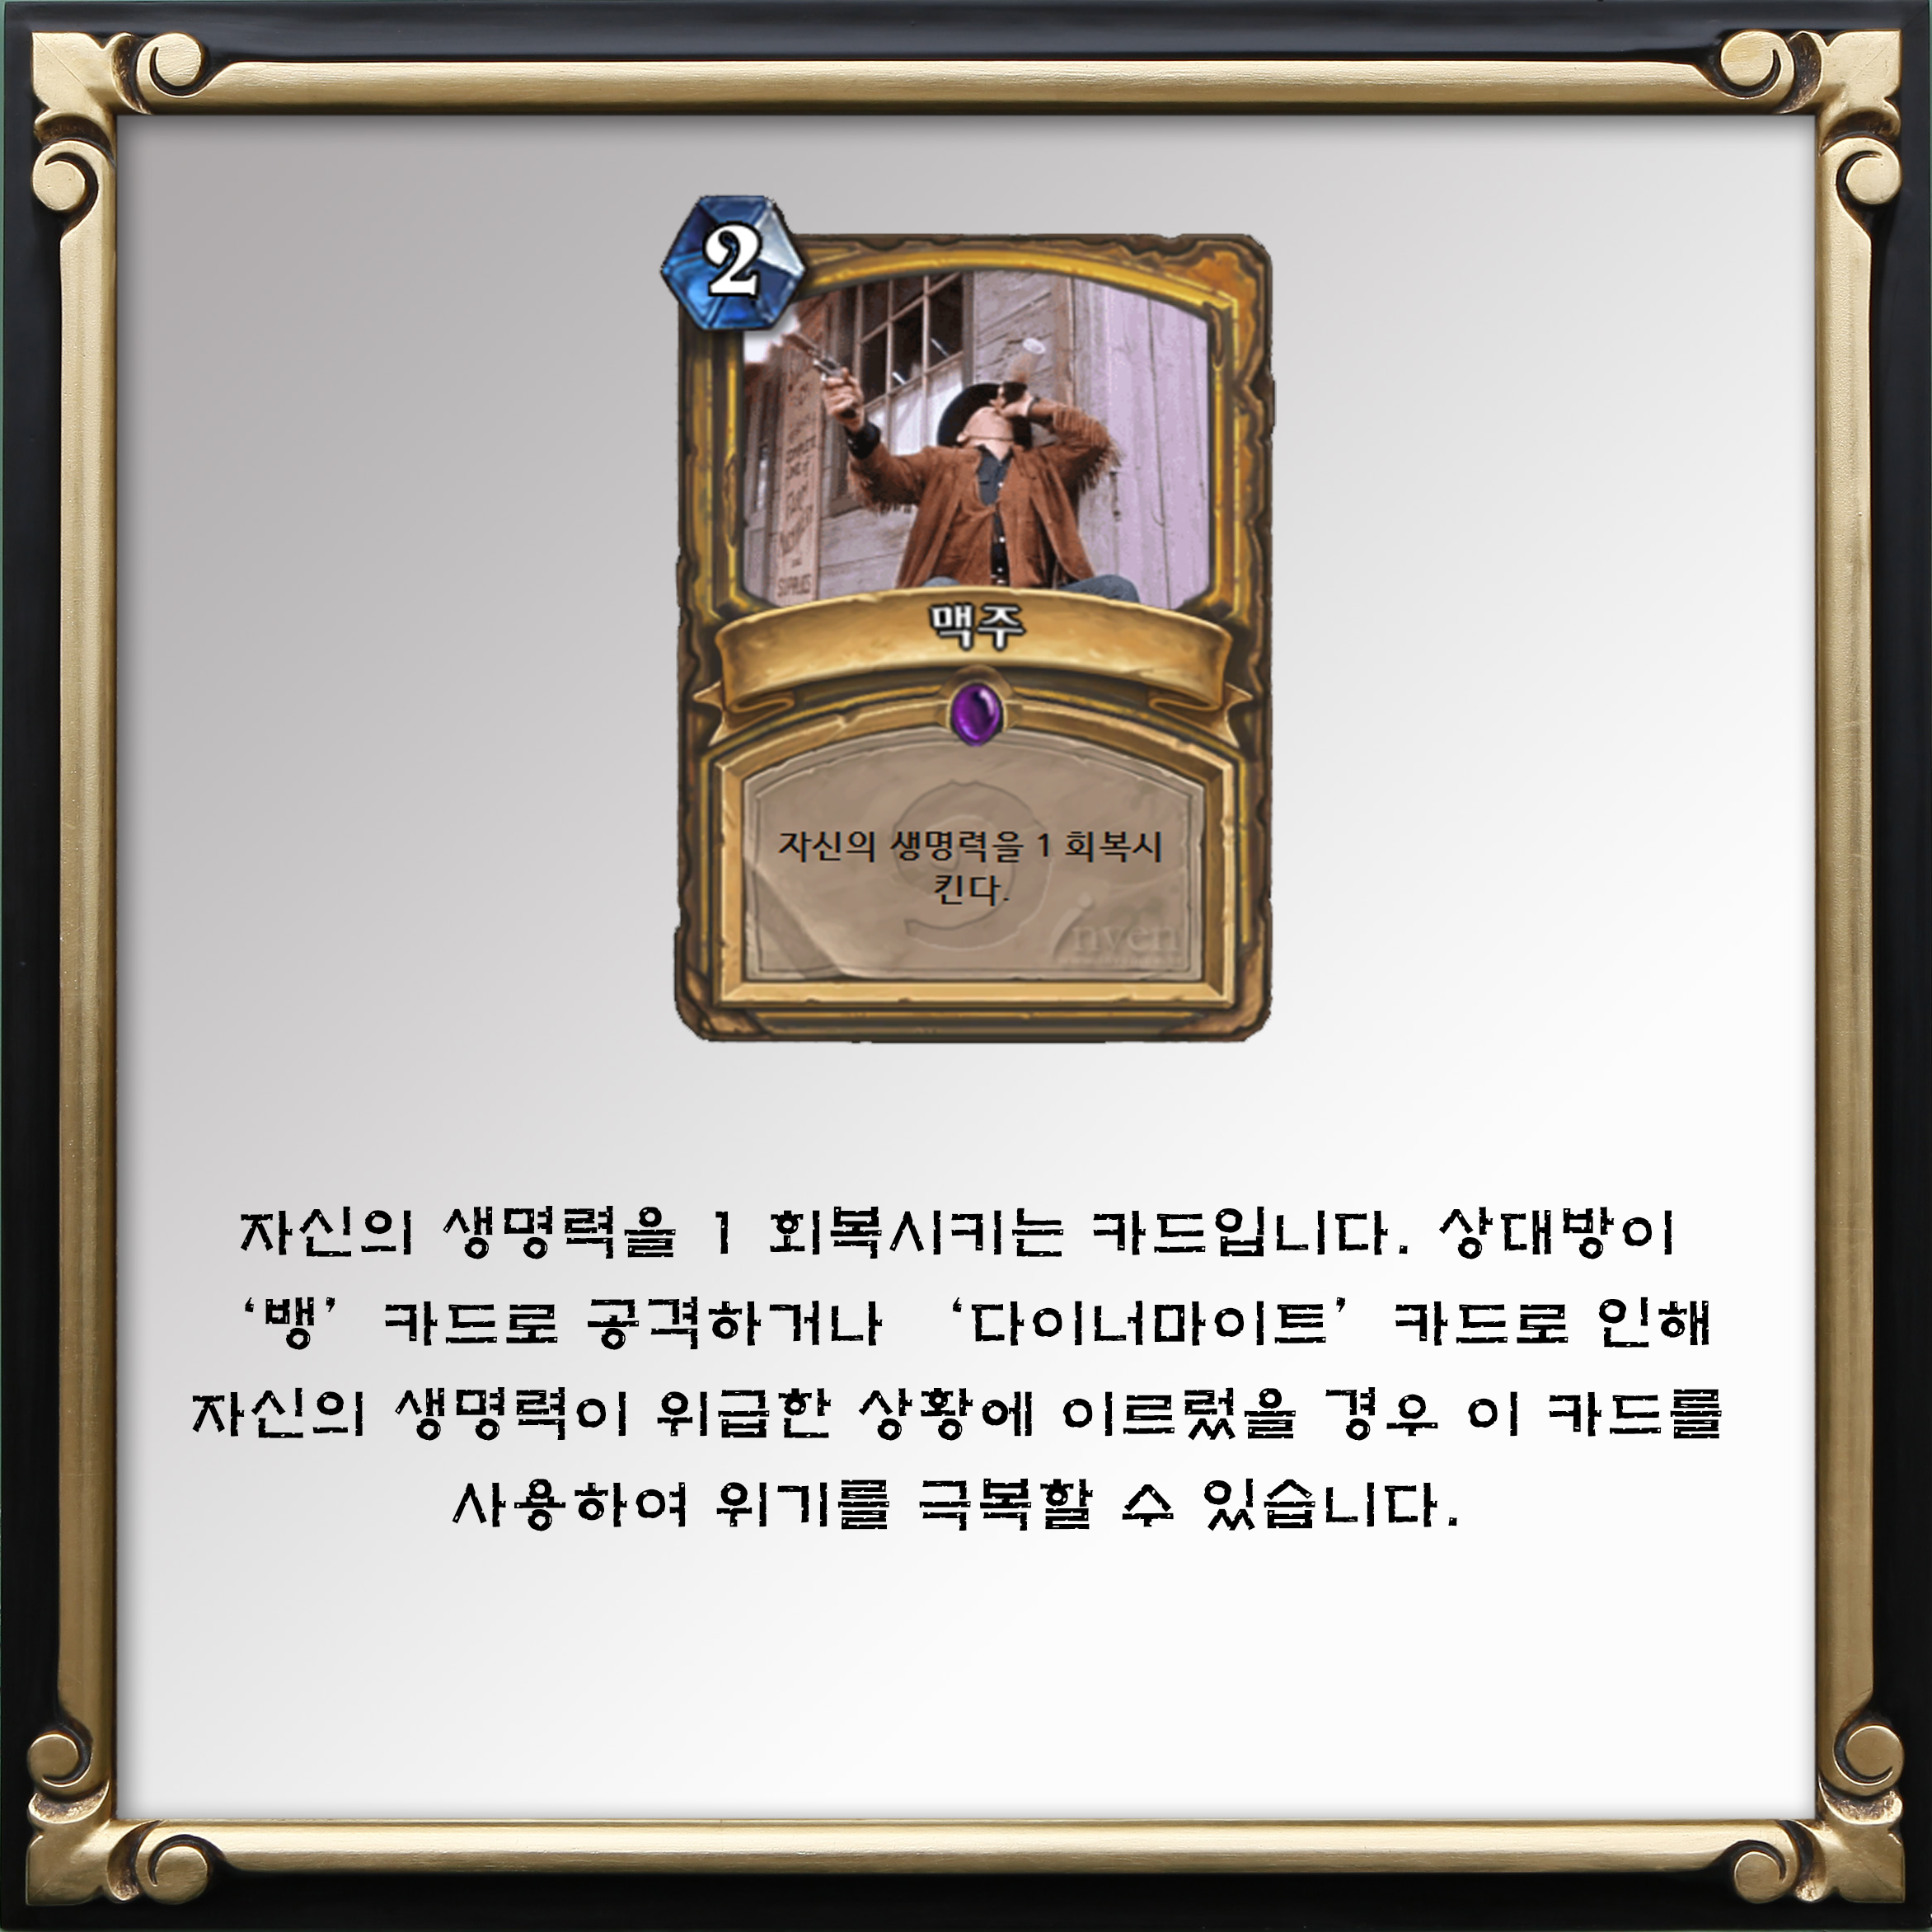 2
맥주
자신의 생명력을 1 회복시
킨다.
inven
자신의 생명력을 1 회복시키는 카드입니다. 상대방이
‘뱅’ 카드로 공격하거나 ‘다이너마이트’ 카드로 인해
자신의 생명력이 위급한 상황에 이르렀을 경우 이 카드를
사용하여 위기를 극복할 수 있습니다.